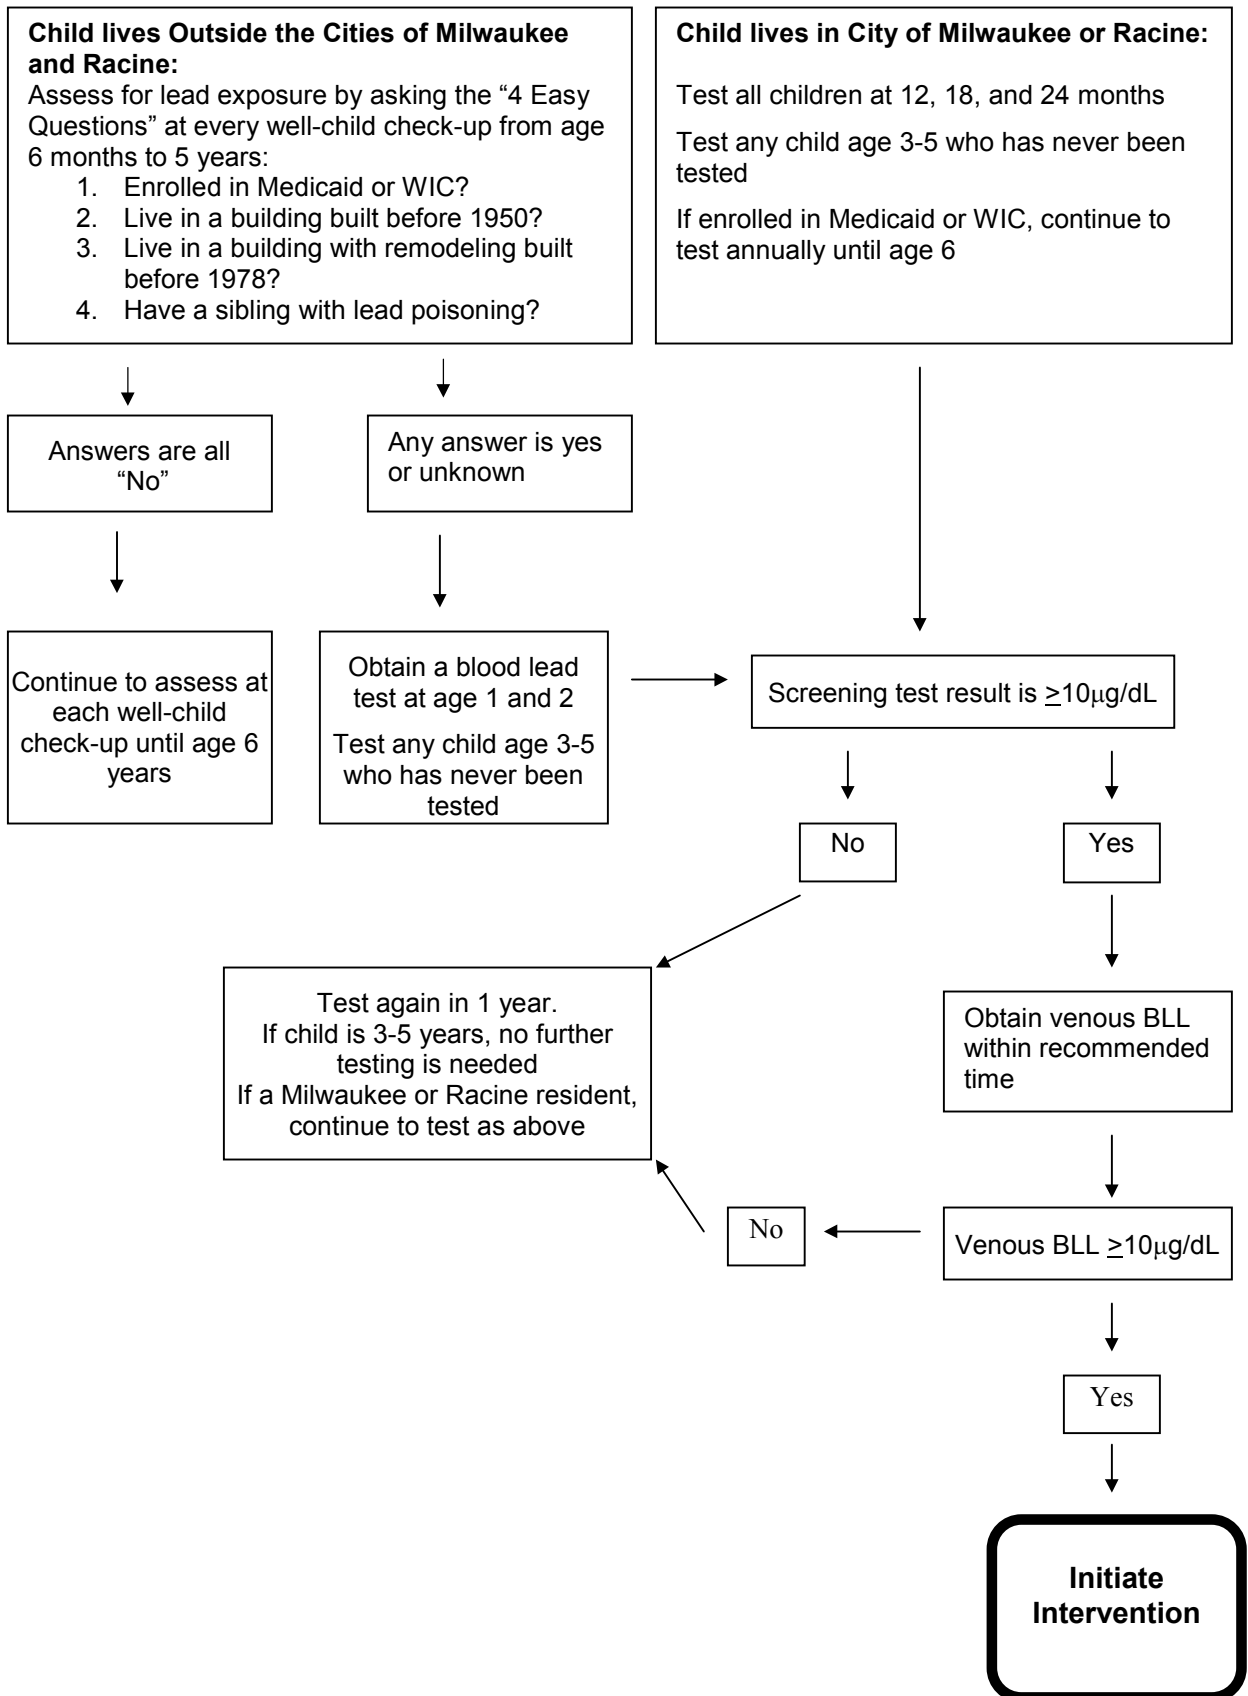 Child lives Outside the Cities of Milwaukee
and Racine:
Assess for lead exposure by asking the “4 Easy
Questions” at every well-child check-up from age
6 months to 5 years:
1. Enrolled in Medicaid or WIC?
2. Live in a building built before 1950?
3. Live in a building with remodeling built
before 1978?
4. Have a sibling with lead poisoning?
Child lives in City of Milwaukee or Racine:
Test all children at 12, 18, and 24 months
Test any child age 3-5 who has never been
tested
If enrolled in Medicaid or WIC, continue to
test annually until age 6
Answers are all
“No”
Any answer is yes
or unknown
Continue to assess at
each well-child
check-up until age 6
years
Obtain a blood lead
test at age 1 and 2
Test any child age 3-5
who has never been
tested
Screening test result is ≥10μg/dL
No
Yes
Test again in 1 year.
If child is 3-5 years, no further
testing is needed
If a Milwaukee or Racine resident,
continue to test as above
Obtain venous BLL
within recommended
time
No
Venous BLL ≥10μg/dL
Yes
Initiate
Intervention